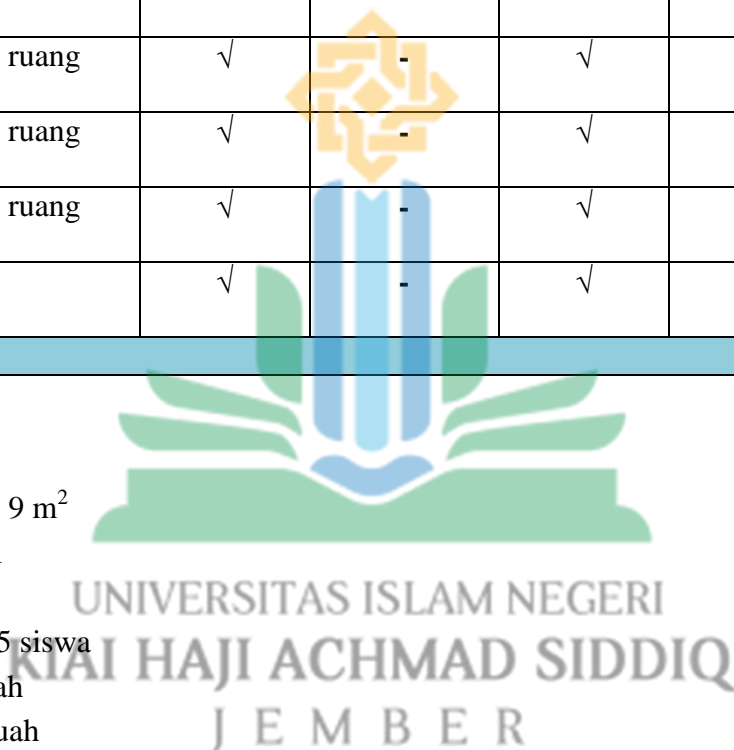 ruang √ - √
ruang √ - √
ruang √ - √
√ - √
9 m²
UNIVERSITAS ISLAM NEGERI
5 siswa
KIAI HAJI ACHMAD SIDDIQ
ah
uah
J E M B E R